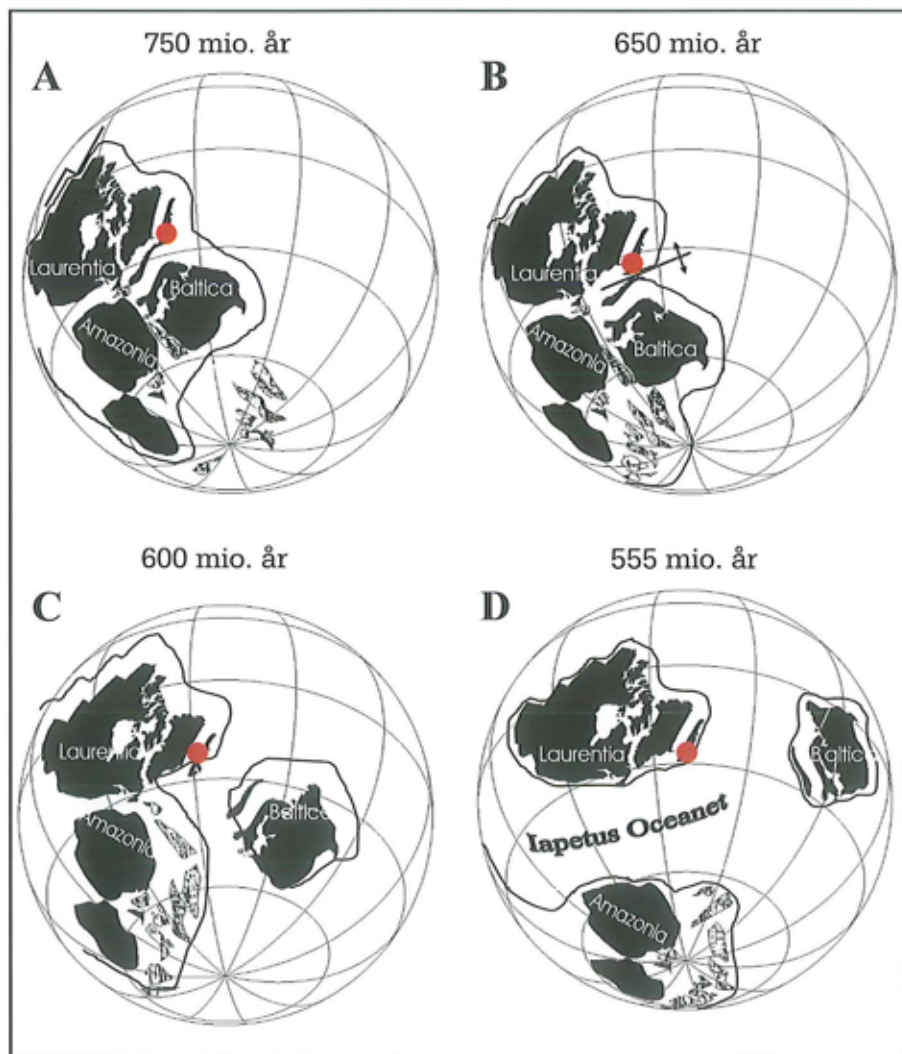 750 mio. år
A
Laurentia
Baltica
Amazonia
650 mio. år
B
Laurentia
Baltica
Amazonia
600 mio. år
C
Laurentia
Baltica
Amazonia
555 mio. år
D
Laurentia
Baltica
Iapetus Oceanet
Amazonia